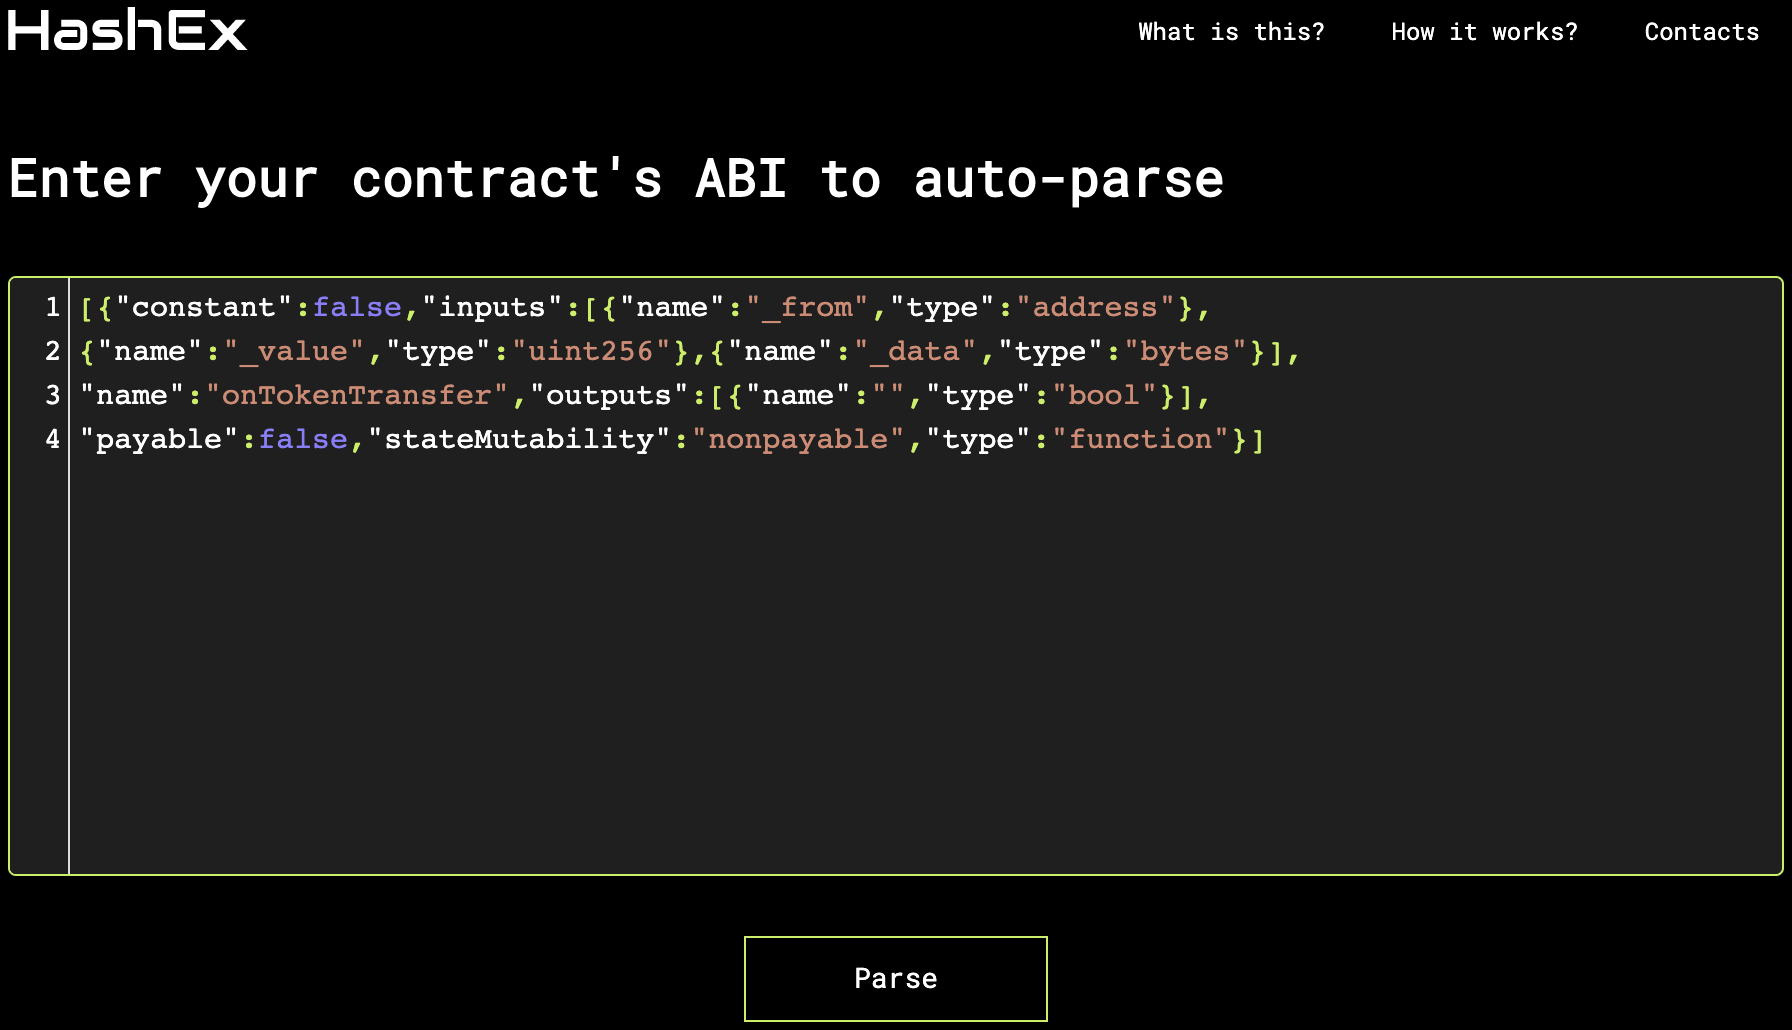 HashEx
What is this? How it works? Contacts
Enter your contract's ABI to auto-parse
1 [{"constant":false,"inputs":[{"name":"_from","type":"address"},
2 {"name":"_value","type":"uint256"},{"name":"_data","type":"bytes"}],
3 "name":"onTokenTransfer","outputs":[{"name":"","type":"bool"}],
4 "payable":false,"stateMutability":"nonpayable","type":"function"}]
Parse